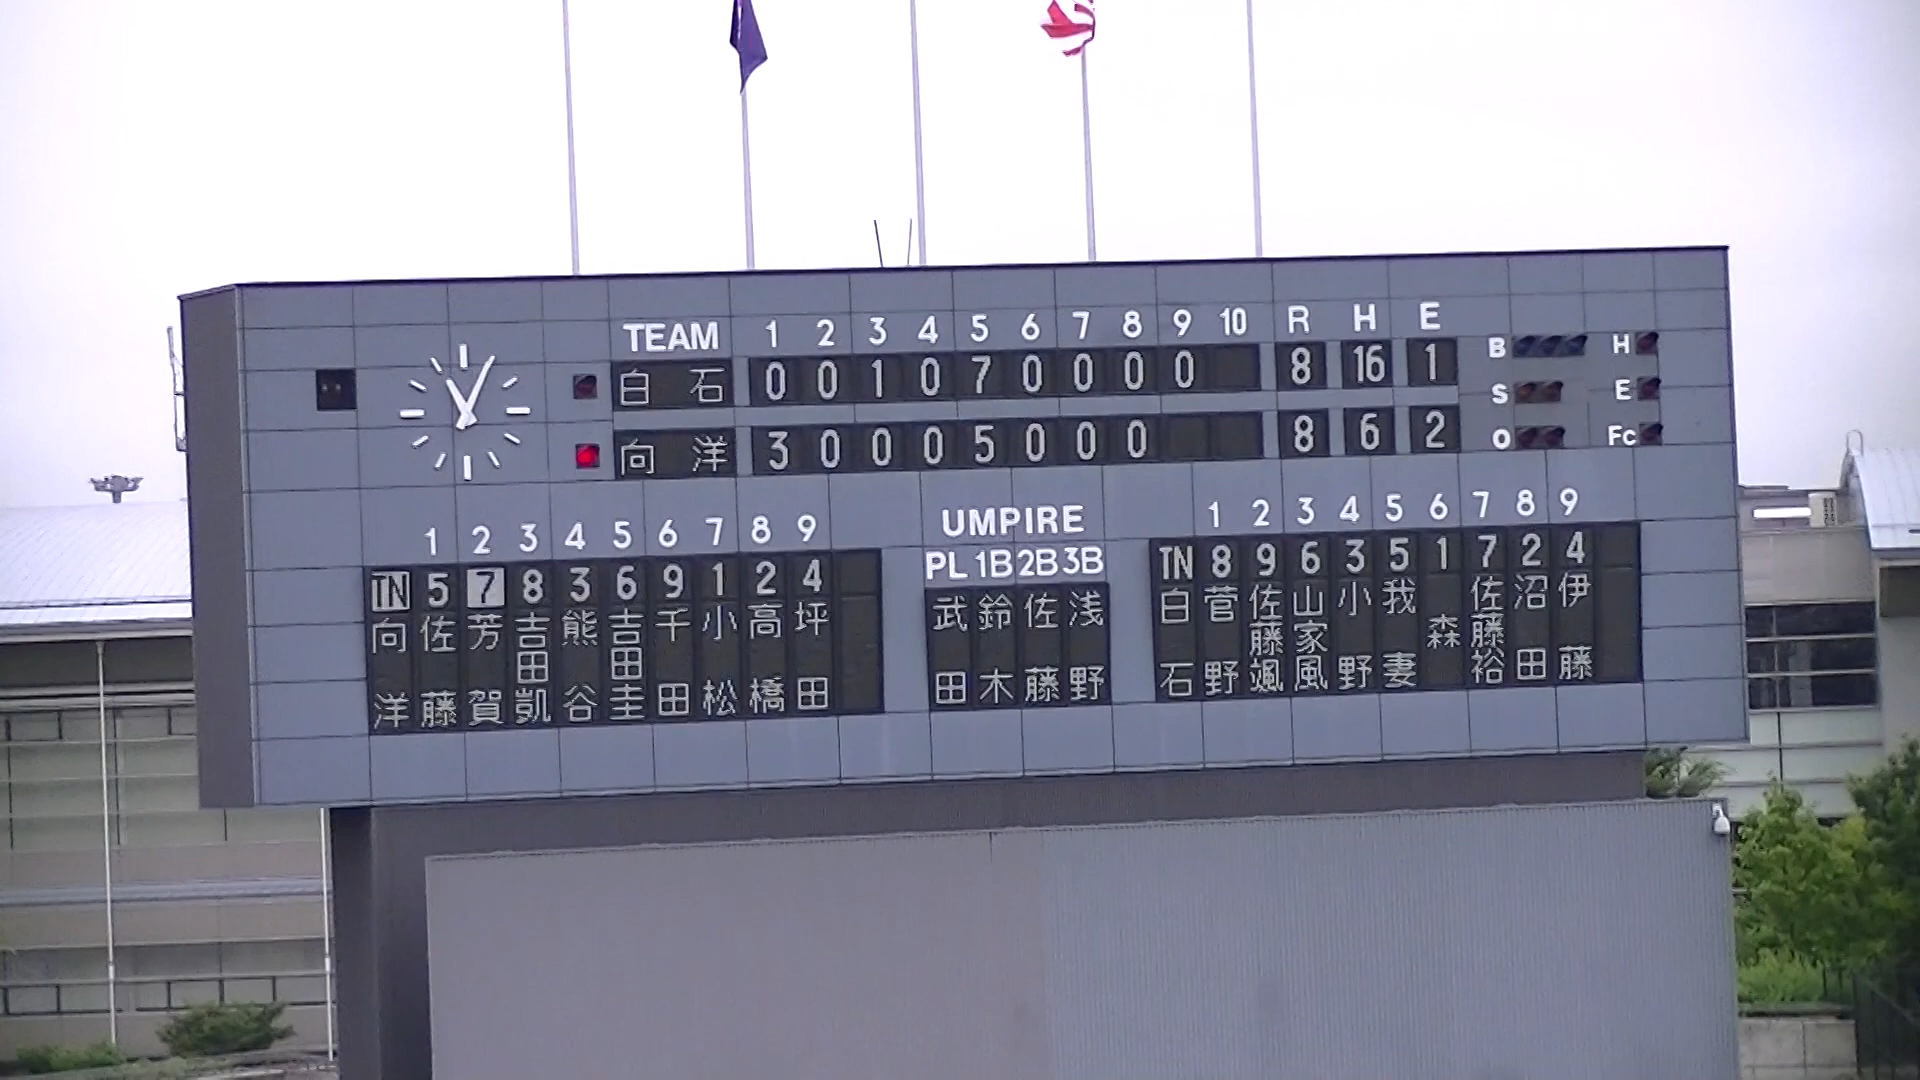 TEAM 1 2 3 4 5 6 7 8 9 10 R H E
白石 0 0 1 0 7 0 0 0 0 8 16 1
向洋 3 0 0 0 5 0 0 0 8 6 2
B H
S E
O Fc
1 2 3 4 5 6 7 8 9
TN 5 7 8 3 6 9 1 2 4
向洋
佐藤
芳賀
吉田凱
熊谷
吉田圭
千田
小松
高橋
坪田
UMPIRE
PL 1B 2B 3B
武田
鈴木
佐藤
浅野
1 2 3 4 5 6 7 8 9
TN 8 9 6 3 5 1 7 2 4
白石
菅野
佐藤颯
山家風
小野
我妻
森
佐藤裕
沼田
伊藤